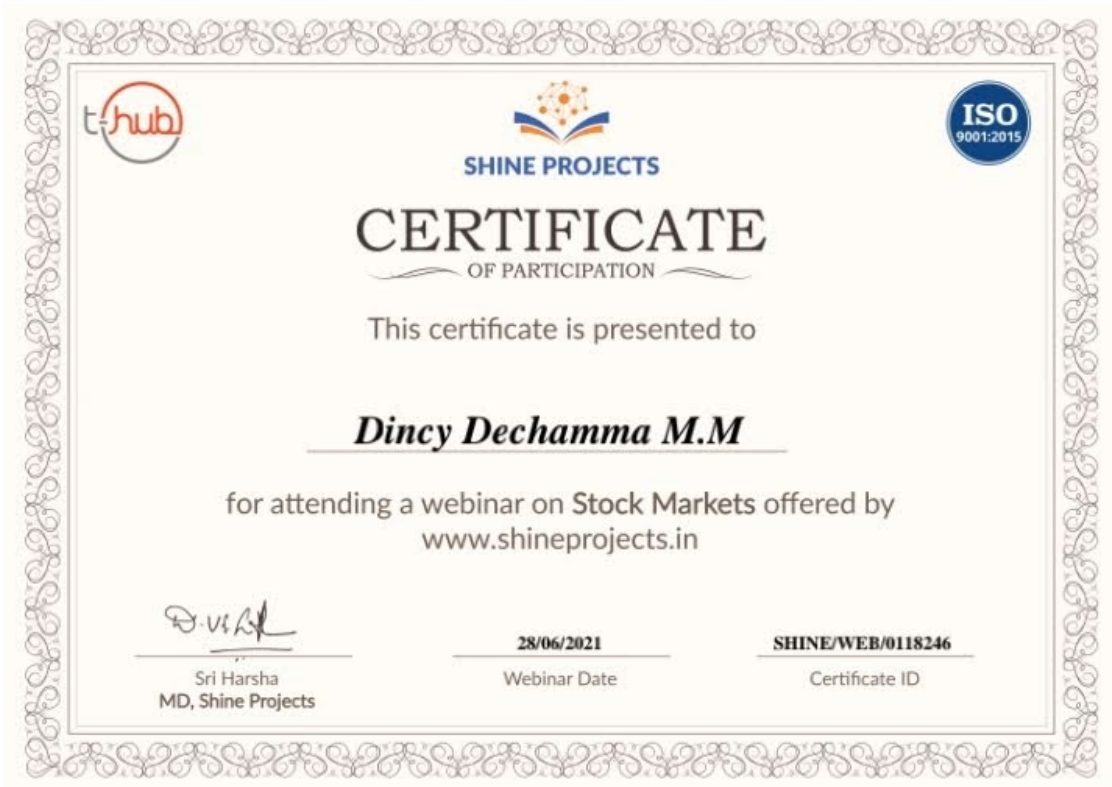 t-hub
ISO
9001:2015
SHINE PROJECTS
CERTIFICATE
OF PARTICIPATION
This certificate is presented to
Dincy Dechamma M.M
for attending a webinar on Stock Markets offered by
www.shineprojects.in
28/06/2021
SHINE/WEB/0118246
Sri Harsha
Webinar Date
Certificate ID
MD, Shine Projects